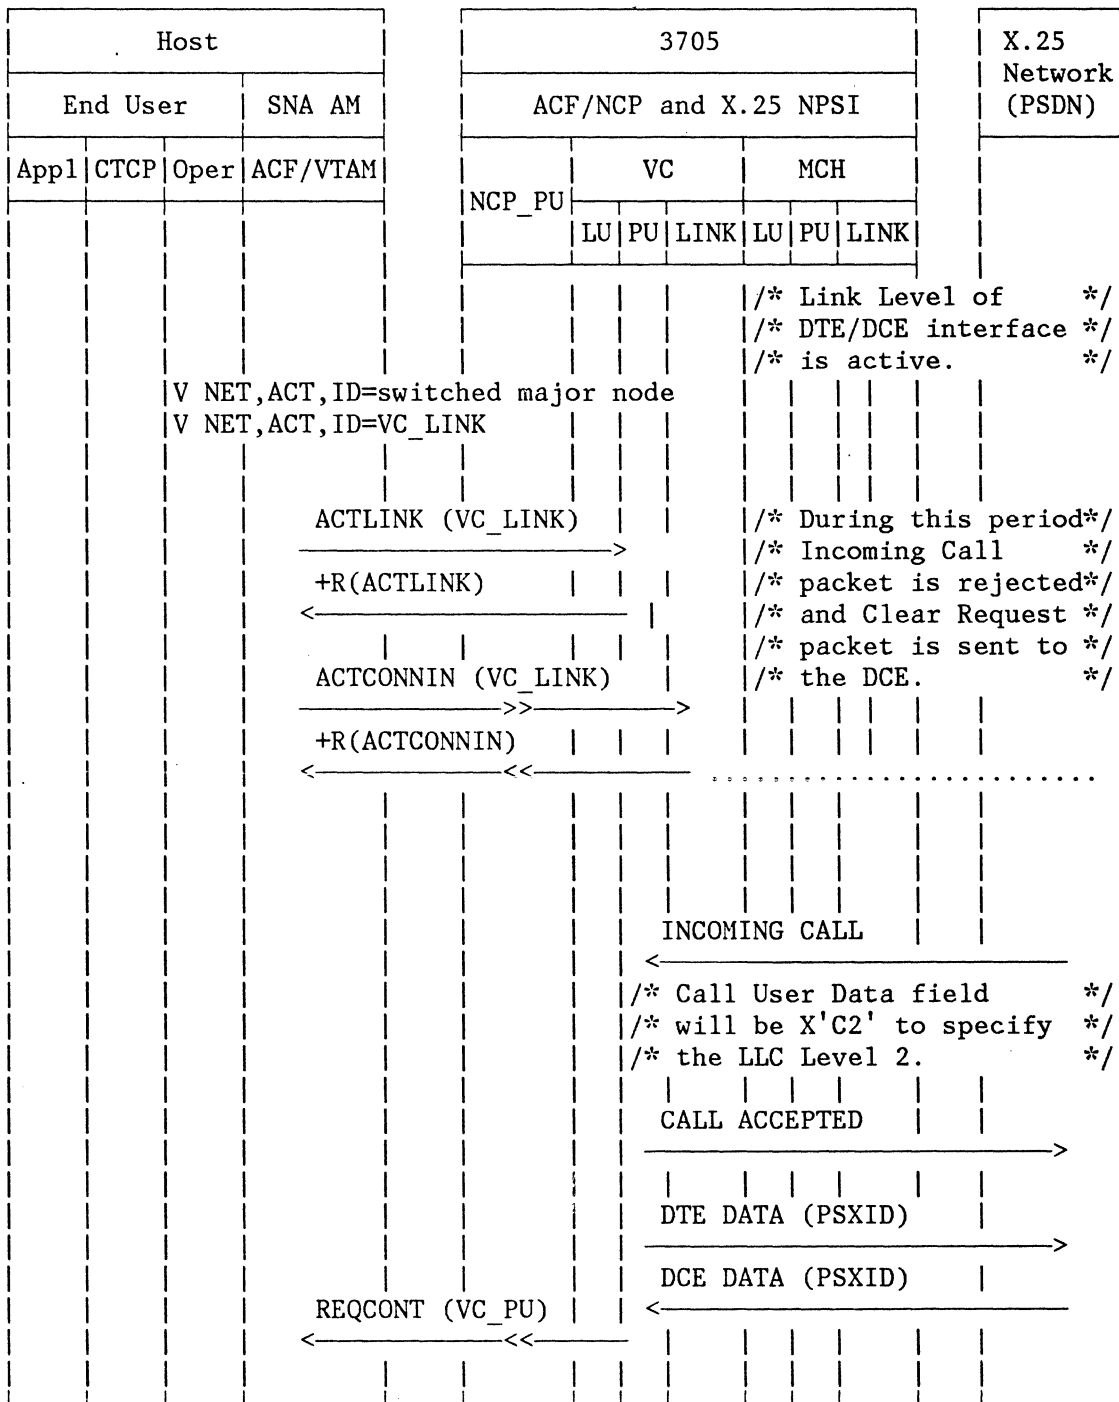 Host 3705 X.25
Network
End User SNA AM ACF/NCP and X.25 NPSI (PSDN)
Appl CTCP Oper ACF/VTAM VC MCH
NCP_PU
LU PU LINK LU PU LINK
/* Link Level of */
/* DTE/DCE interface */
/* is active. */
V NET,ACT,ID=switched major node
V NET,ACT,ID=VC_LINK
ACTLINK (VC_LINK) /* During this period*/
/* Incoming Call */
+R(ACTLINK) /* packet is rejected*/
/* and Clear Request */
/* packet is sent to */
ACTCONNIN (VC_LINK) /* the DCE. */
+R(ACTCONNIN)
INCOMING CALL
/* Call User Data field */
/* will be X'C2' to specify */
/* the LLC Level 2. */
CALL ACCEPTED
DTE DATA (PSXID)
DCE DATA (PSXID)
REQCONT (VC_PU)